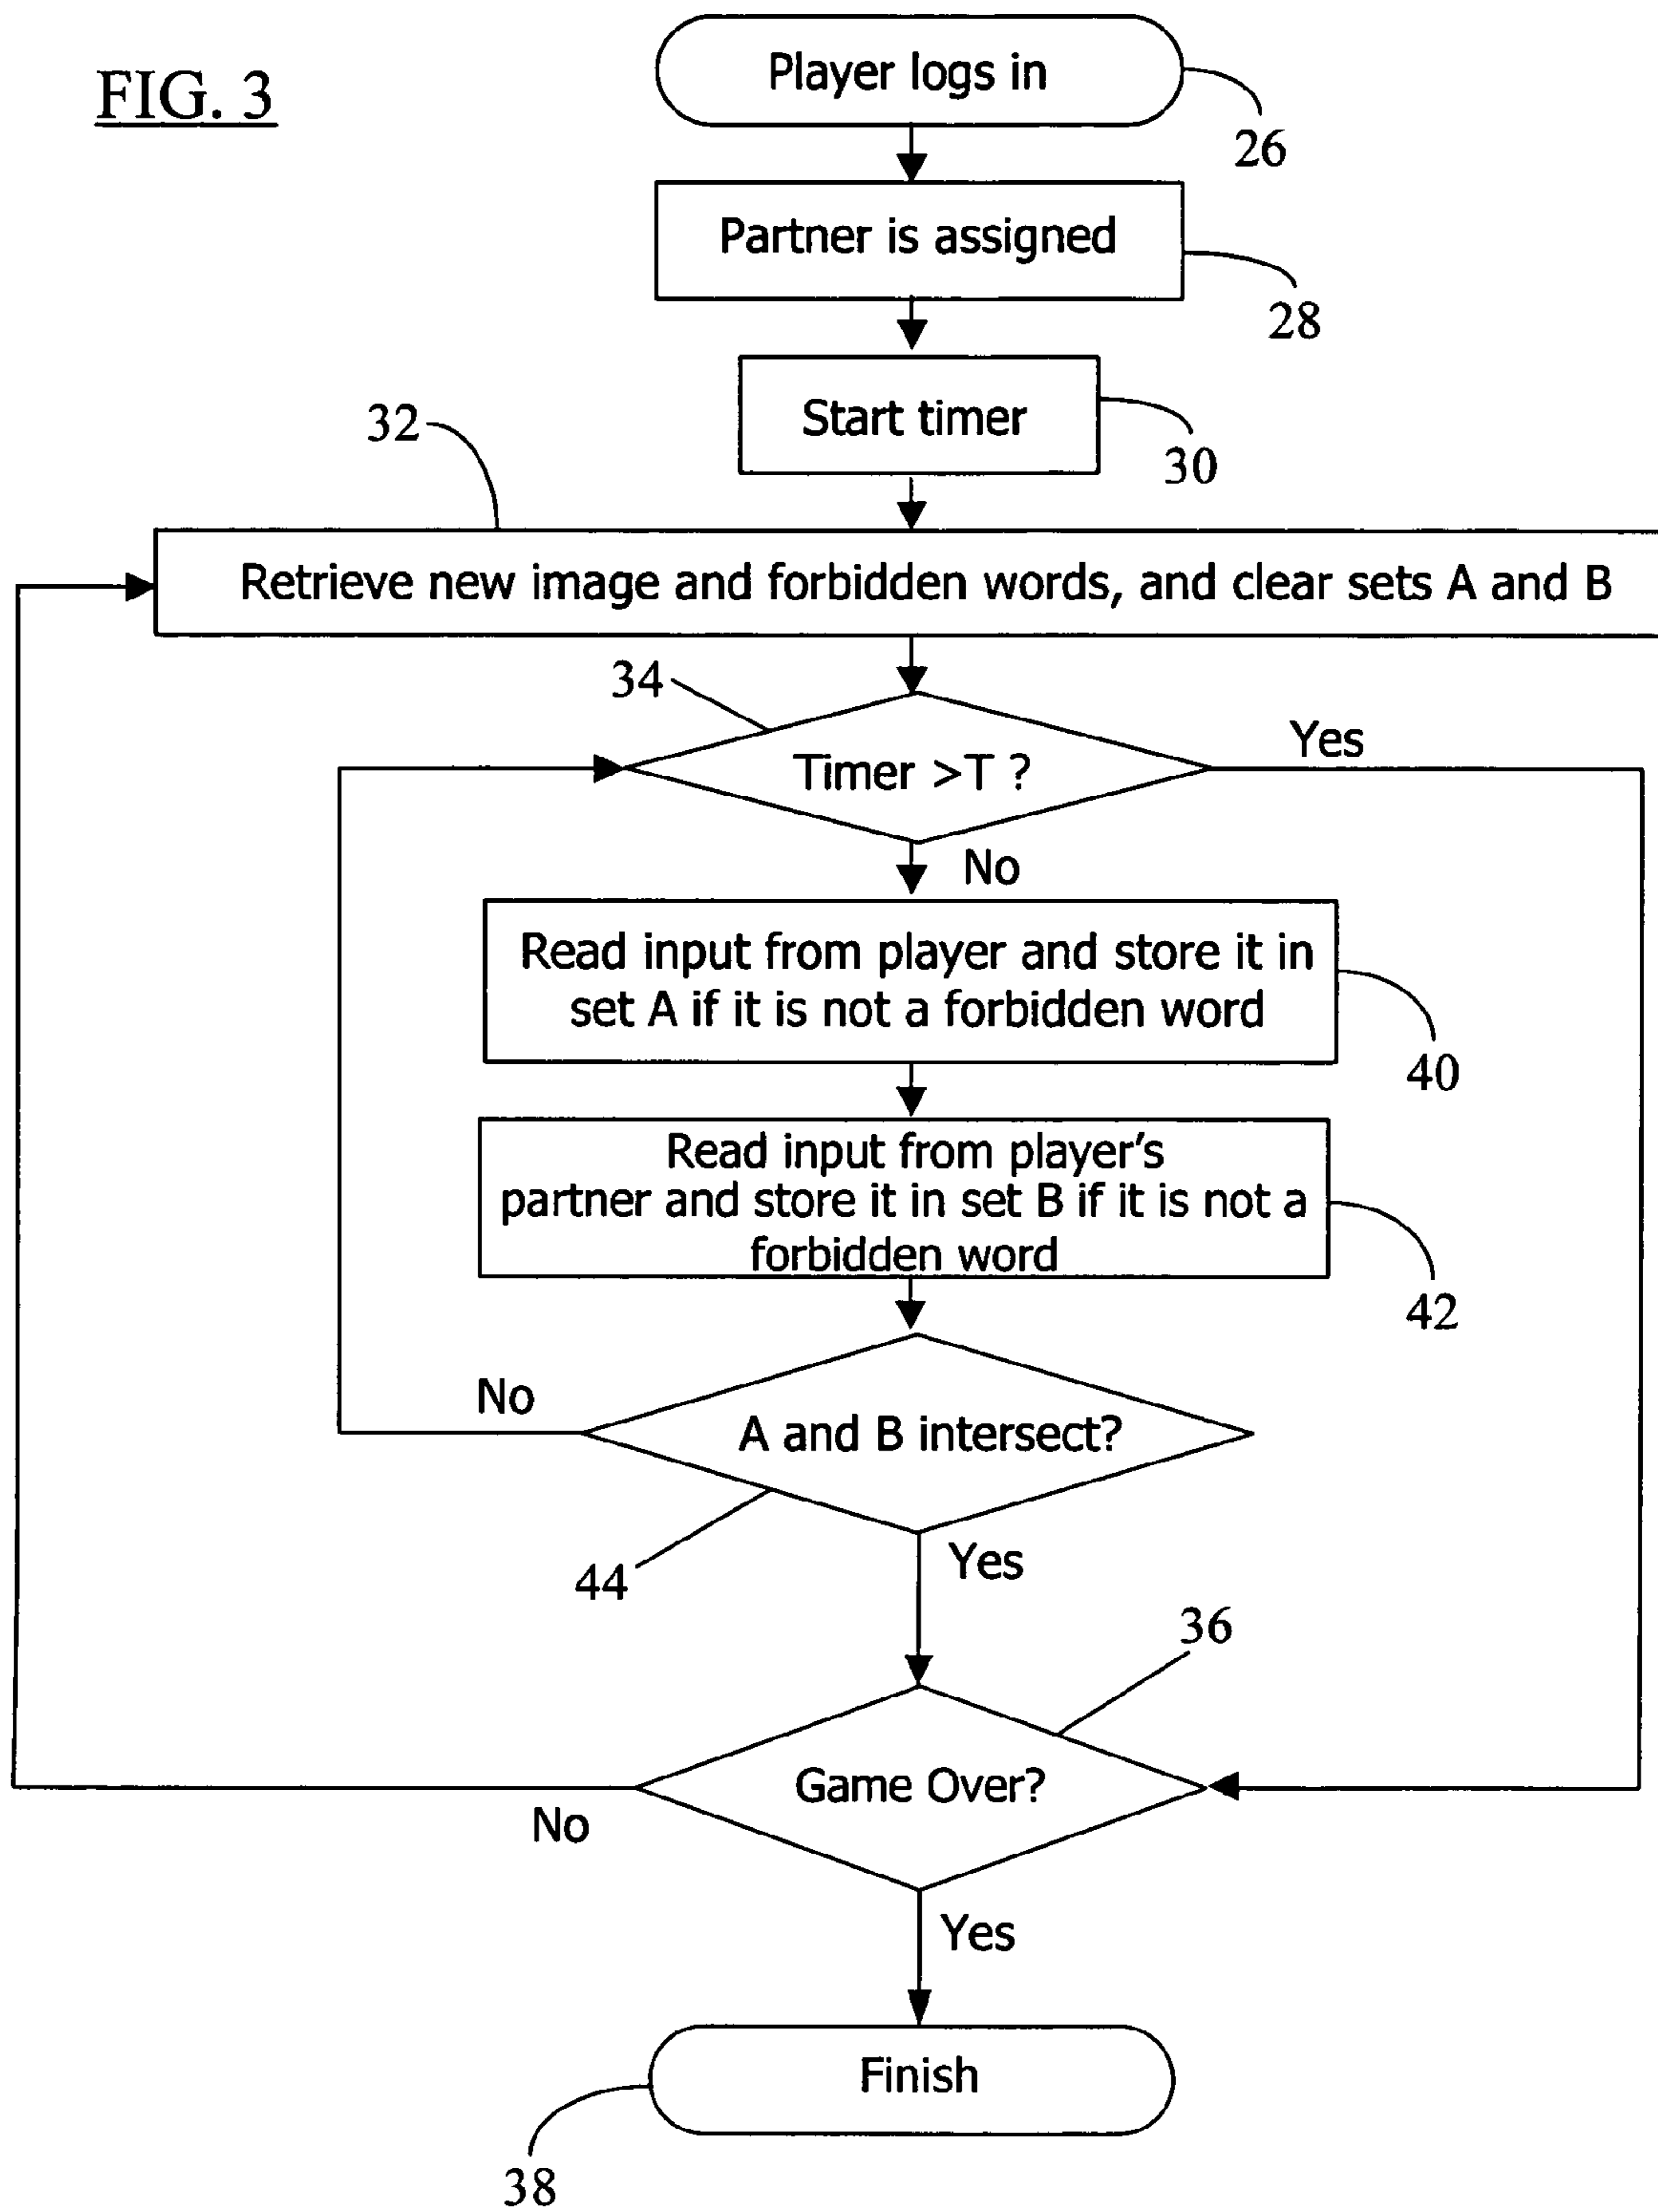 FIG. 3
Player logs in
26
Partner is assigned
28
Start timer
30
32
Retrieve new image and forbidden words, and clear sets A and B
34
Timer >T ?
Yes
No
Read input from player and store it in
set A if it is not a forbidden word
40
Read input from player's
partner and store it in set B if it is not a
forbidden word
42
No
A and B intersect?
44
Yes
36
Game Over?
No
Yes
Finish
38